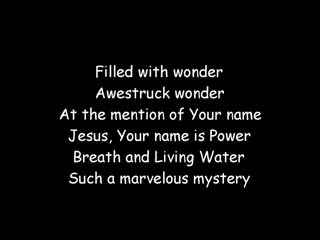 Filled with wonder
Awestruck wonder
At the mention of Your name
Jesus, Your name is Power
Breath and Living Water
Such a marvelous mystery